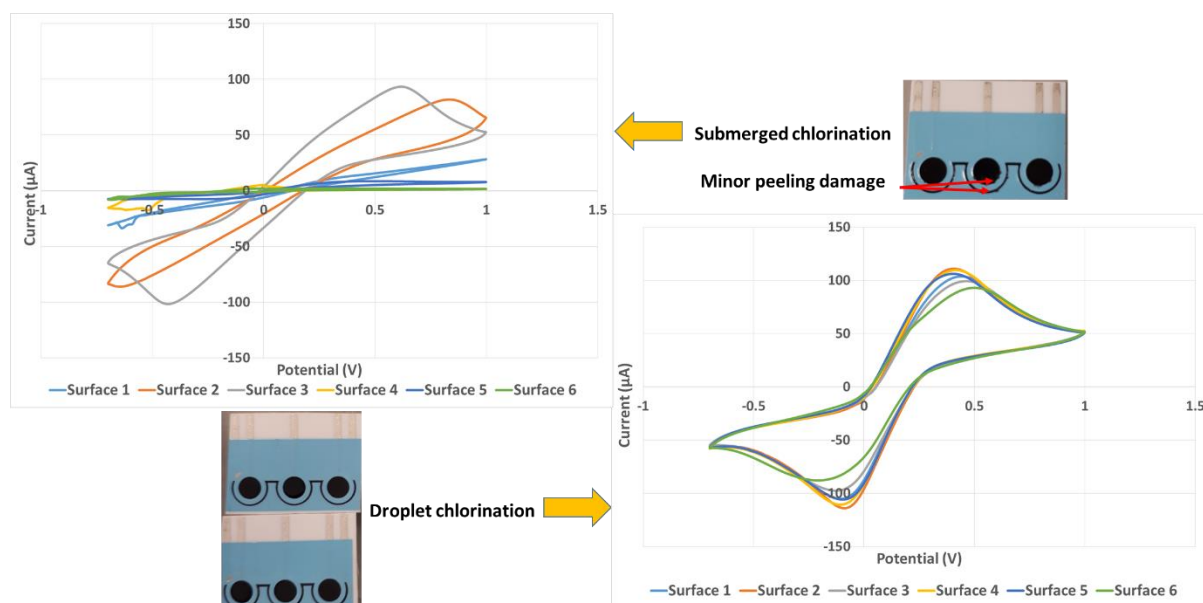 150
100
50
0
-50
-100
-150
-1
-0.5
0
0.5
1
1.5
Current (µA)
Potential (V)
Surface 1
Surface 2
Surface 3
Surface 4
Surface 5
Surface 6
Submerged chlorination
Minor peeling damage
Droplet chlorination
150
100
50
0
-50
-100
-150
-1
-0.5
0
0.5
1
1.5
Current (µA)
Potential (V)
Surface 1
Surface 2
Surface 3
Surface 4
Surface 5
Surface 6